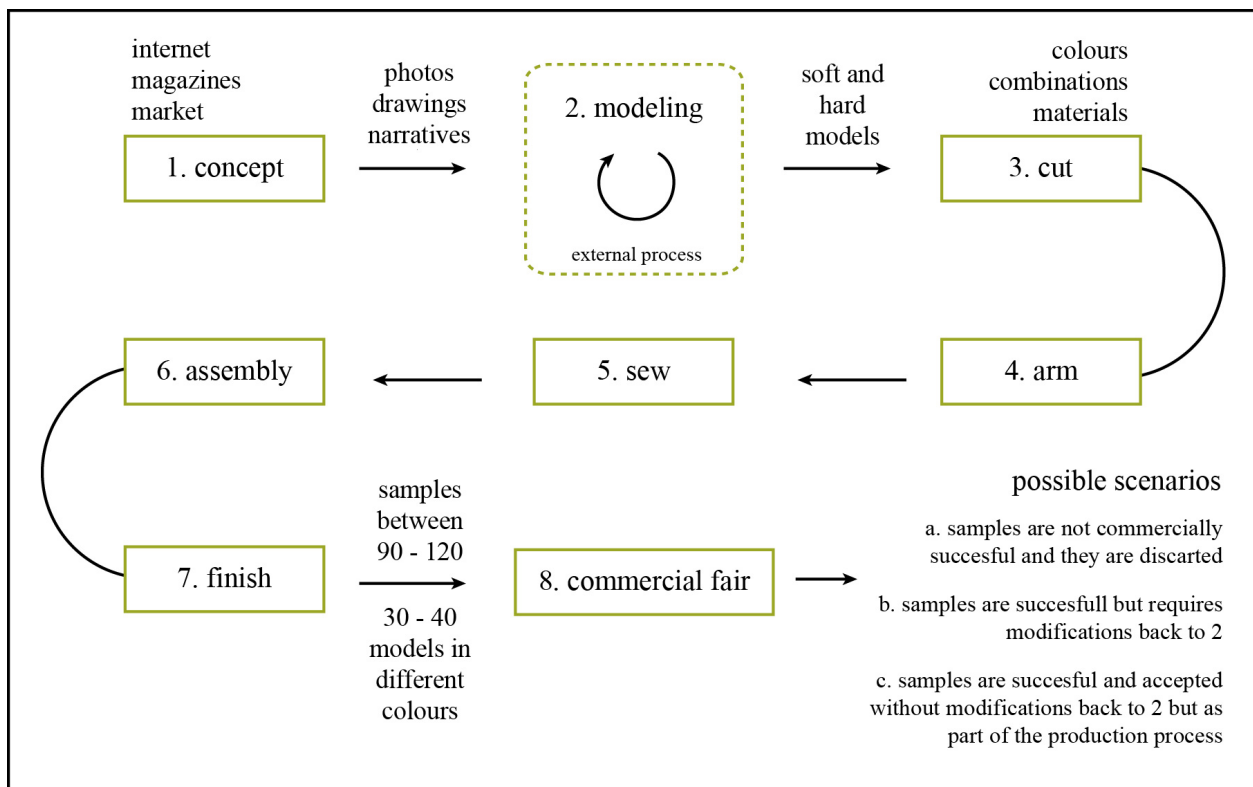 internet
magazines
market
1. concept
photos
drawings
narratives
2. modeling
external process
soft and
hard
models
colours
combinations
materials
3. cut
4. arm
5. sew
6. assembly
7. finish
samples
between
90 - 120
30 - 40
models in
different
colours
8. commercial fair
possible scenarios
a. samples are not commercially
succesful and they are discarted
b. samples are succesfull but requires
modifications back to 2
c. samples are succesful and accepted
without modifications back to 2 but as
part of the production process